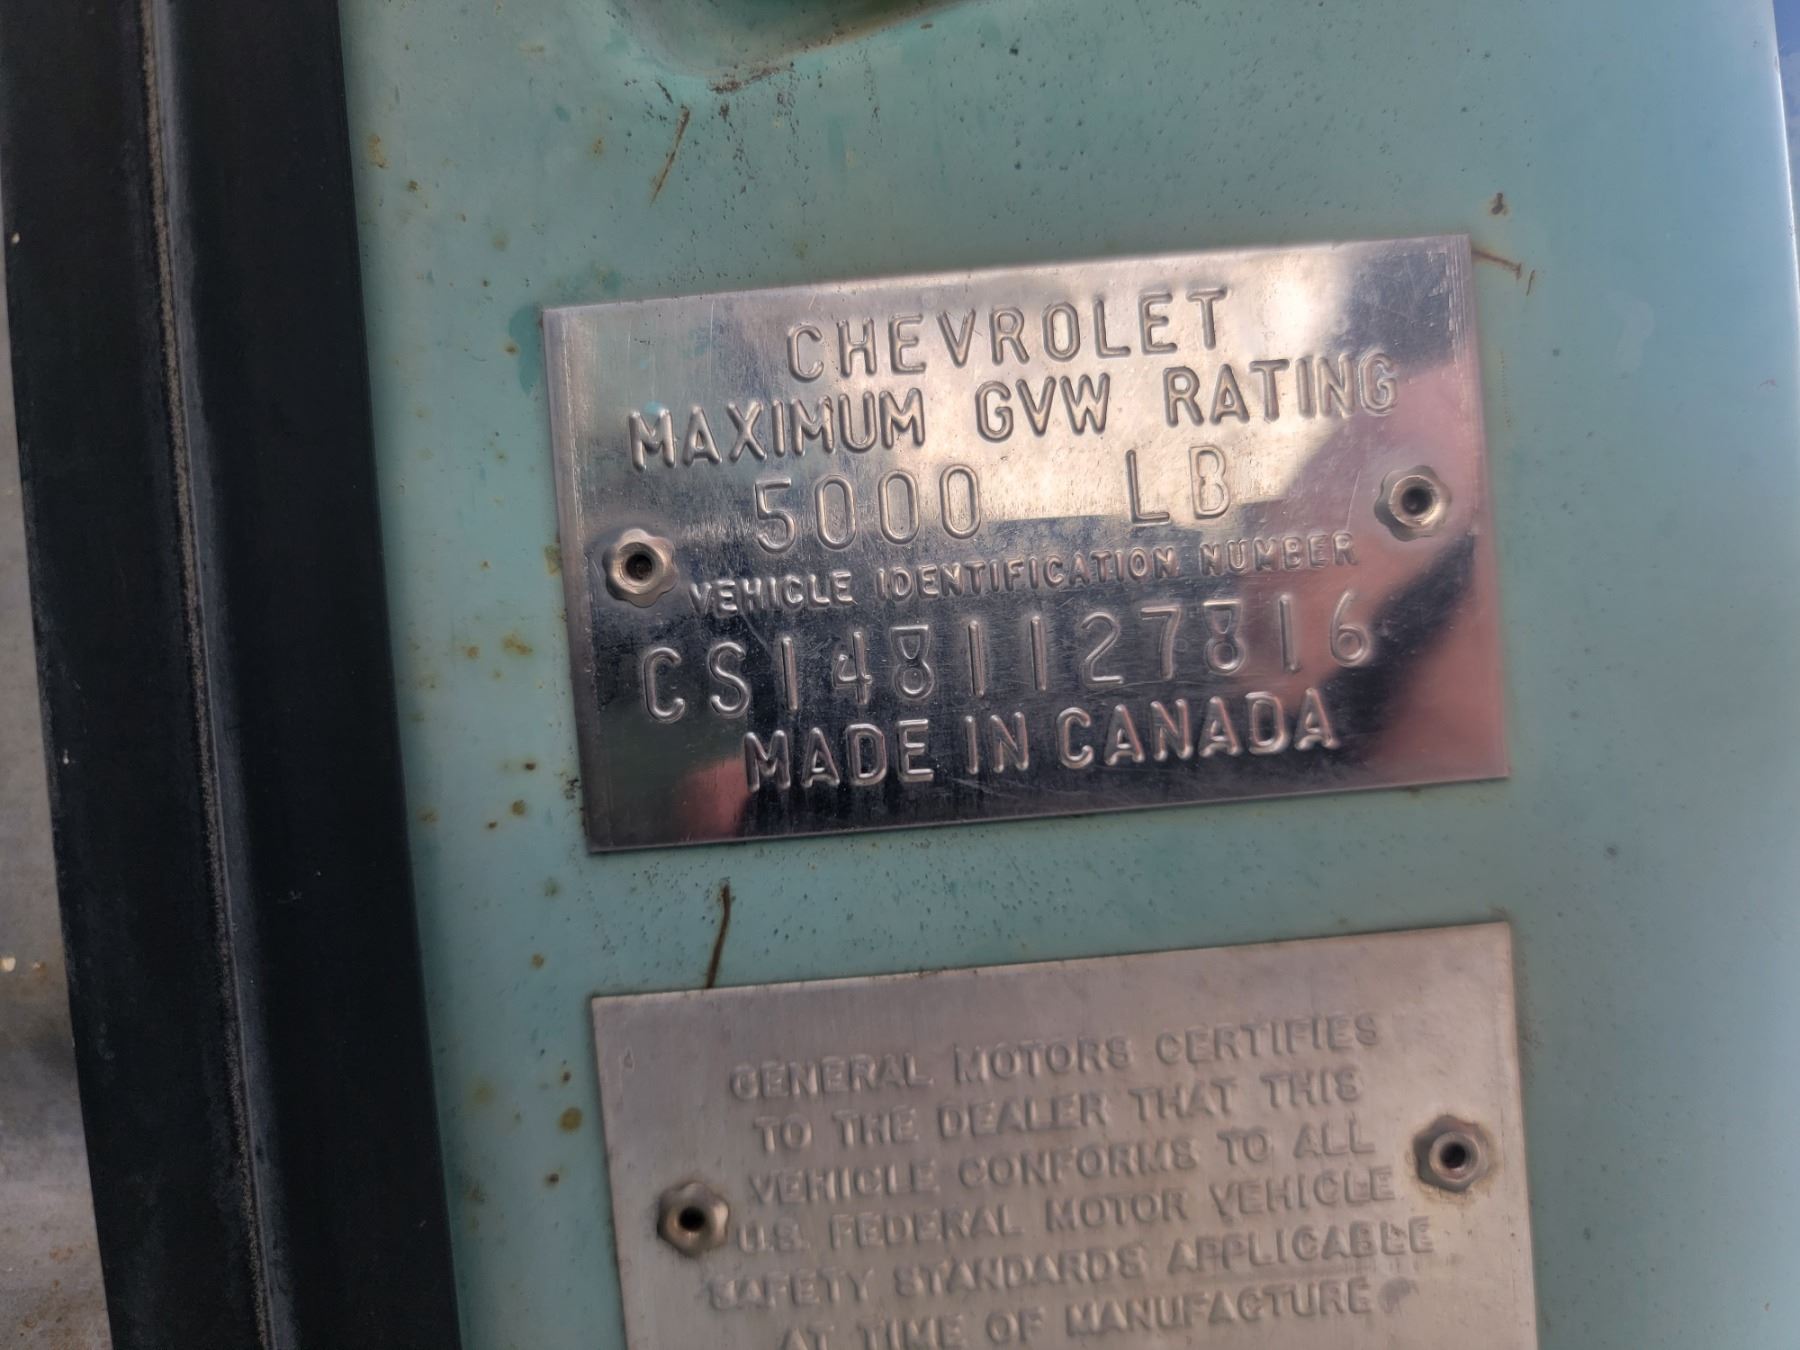 CHEVROLET
MAXIMUM GVW RATING
5000 LB
VEHICLE IDENTIFICATION NUMBER
CS1481127816
MADE IN CANADA
GENERAL MOTORS CERTIFIES
TO THE DEALER THAT THIS
VEHICLE CONFORMS TO ALL
U.S. FEDERAL MOTOR VEHICLE
SAFETY STANDARDS APPLICABLE
AT TIME OF MANUFACTURE